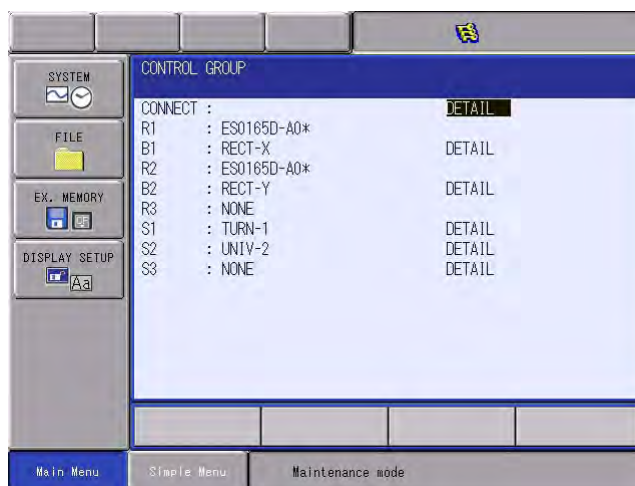 SYSTEM
FILE
EX. MEMORY
CF
DISPLAY SETUP
Aa
CONTROL GROUP
CONNECT : DETAIL
R1 : ES0165D-A0*
B1 : RECT-X DETAIL
R2 : ES0165D-A0*
B2 : RECT-Y DETAIL
R3 : NONE
S1 : TURN-1 DETAIL
S2 : UNIV-2 DETAIL
S3 : NONE DETAIL
Main Menu
Simple Menu
Maintenance mode